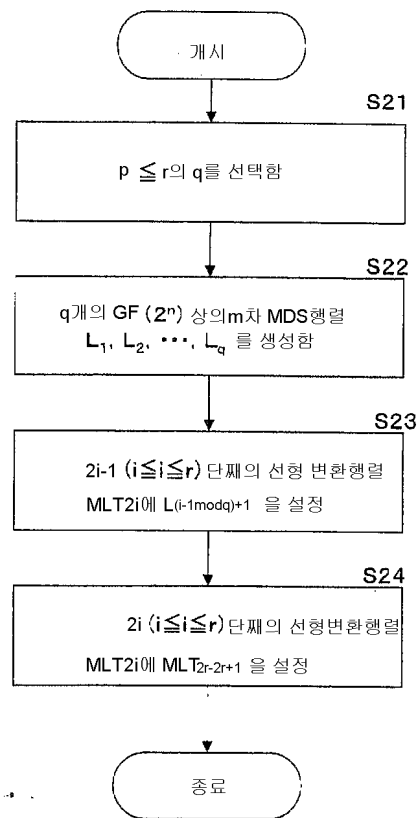 개시
S21
p ≦ r의 q를 선택함
S22
q개의 GF (2ⁿ) 상의m차 MDS행렬
L₁, L₂, ···, L_q 를 생성함
S23
2i-1 (i≦i≦r) 단째의 선형 변환행렬
MLT2i에 L(i-1modq)+1 을 설정
S24
2i (i≦i≦r) 단째의 선형변환행렬
MLT2i에 MLT2r-2r+1 을 설정
종료